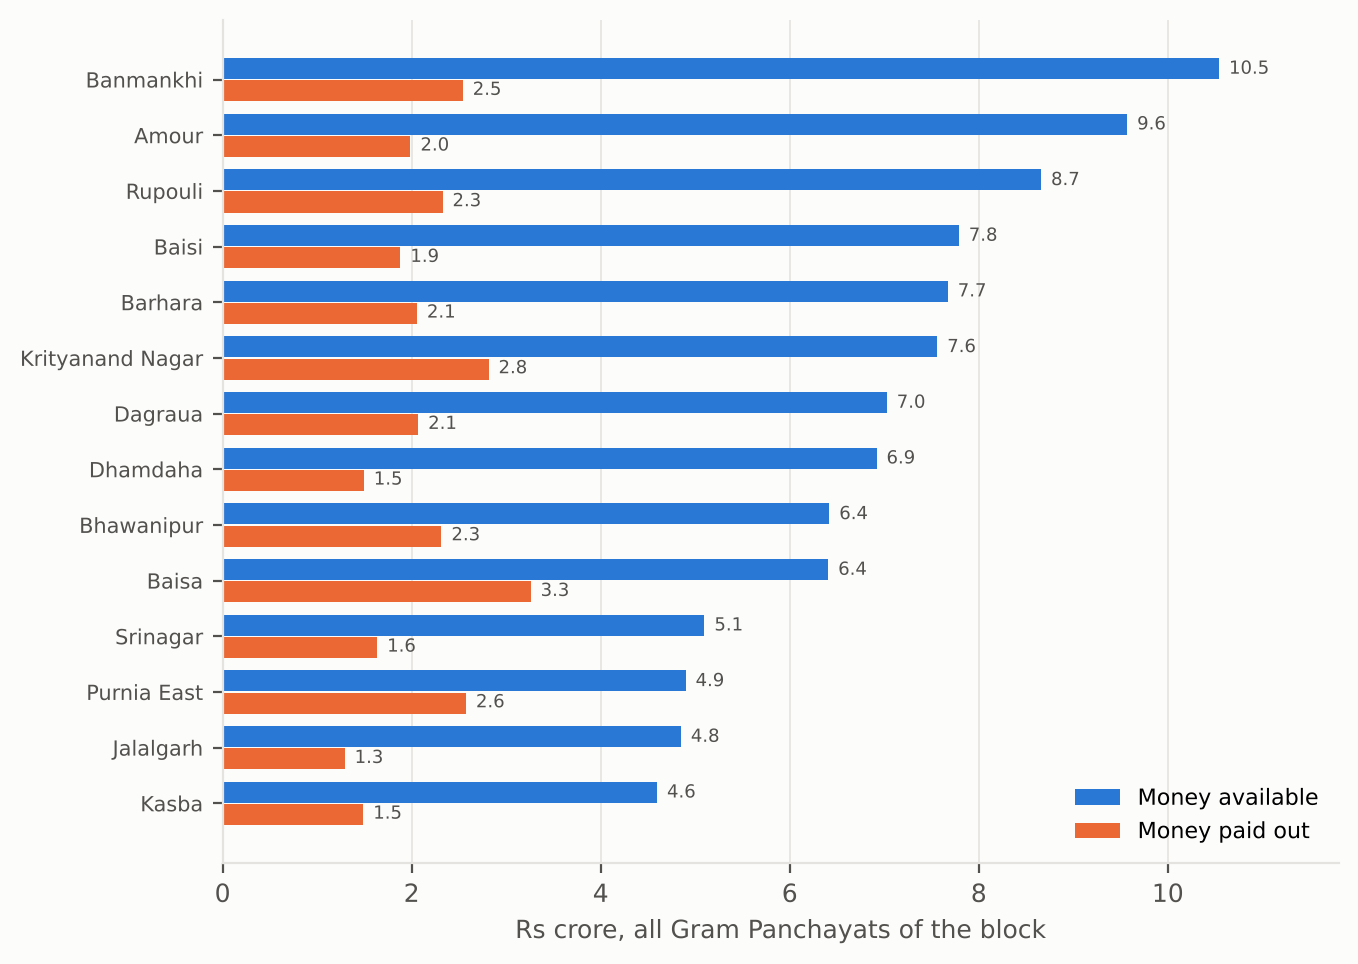 Banmankhi 10.5
2.5
Amour 9.6
2.0
Rupouli 8.7
2.3
Baisi 7.8
1.9
Barhara 7.7
2.1
Krityanand Nagar 7.6
2.8
Dagraua 7.0
2.1
Dhamdaha 6.9
1.5
Bhawanipur 6.4
2.3
Baisa 6.4
3.3
Srinagar 5.1
1.6
Purnia East 4.9
2.6
Jalalgarh 4.8
1.3
Kasba 4.6
1.5
Money available
Money paid out
0 2 4 6 8 10
Rs crore, all Gram Panchayats of the block